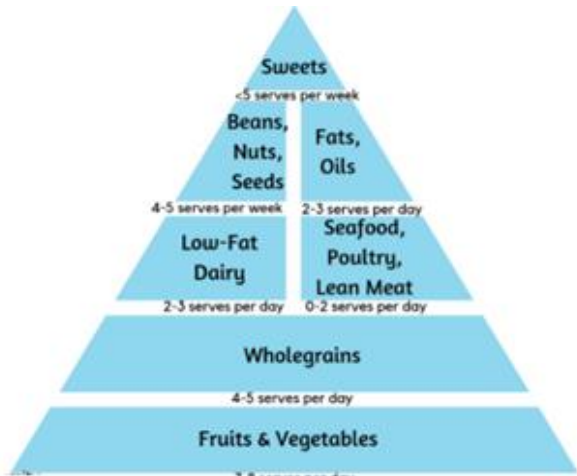 Sweets
<5 serves per week
Beans,
Nuts,
Seeds
Fats,
Oils
4-5 serves per week
2-3 serves per day
Low-Fat
Dairy
Seafood,
Poultry,
Lean Meat
2-3 serves per day
0-2 serves per day
Wholegrains
4-5 serves per day
Fruits & Vegetables